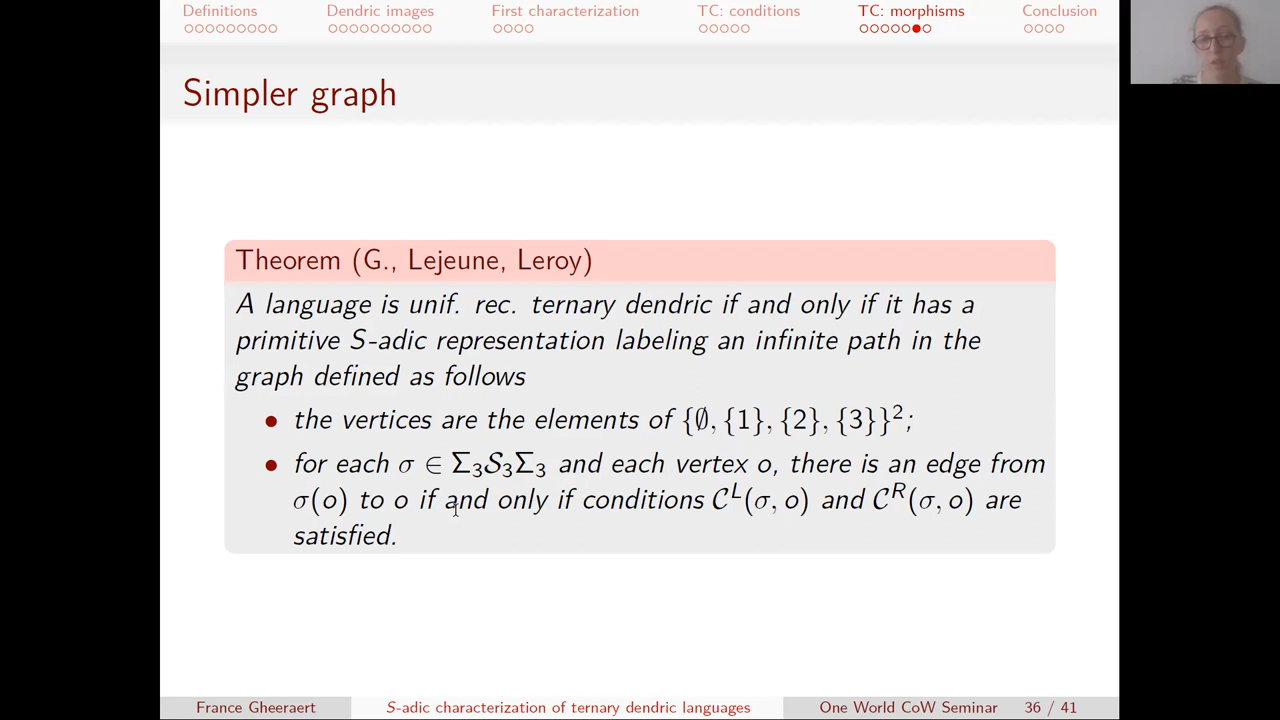 Definitions Dendric images First characterization TC: conditions TC: morphisms Conclusion
Simpler graph
Theorem (G., Lejeune, Leroy)
A language is unif. rec. ternary dendric if and only if it has a
primitive S-adic representation labeling an infinite path in the
graph defined as follows
• the vertices are the elements of {∅, {1}, {2}, {3}}²;
• for each σ ∈ Σ₃𝒮₃Σ₃ and each vertex o, there is an edge from
σ(o) to o if and only if conditions 𝒞ᴸ(σ, o) and 𝒞ᴿ(σ, o) are
satisfied.
France Gheeraert S-adic characterization of ternary dendric languages One World CoW Seminar 36 / 41